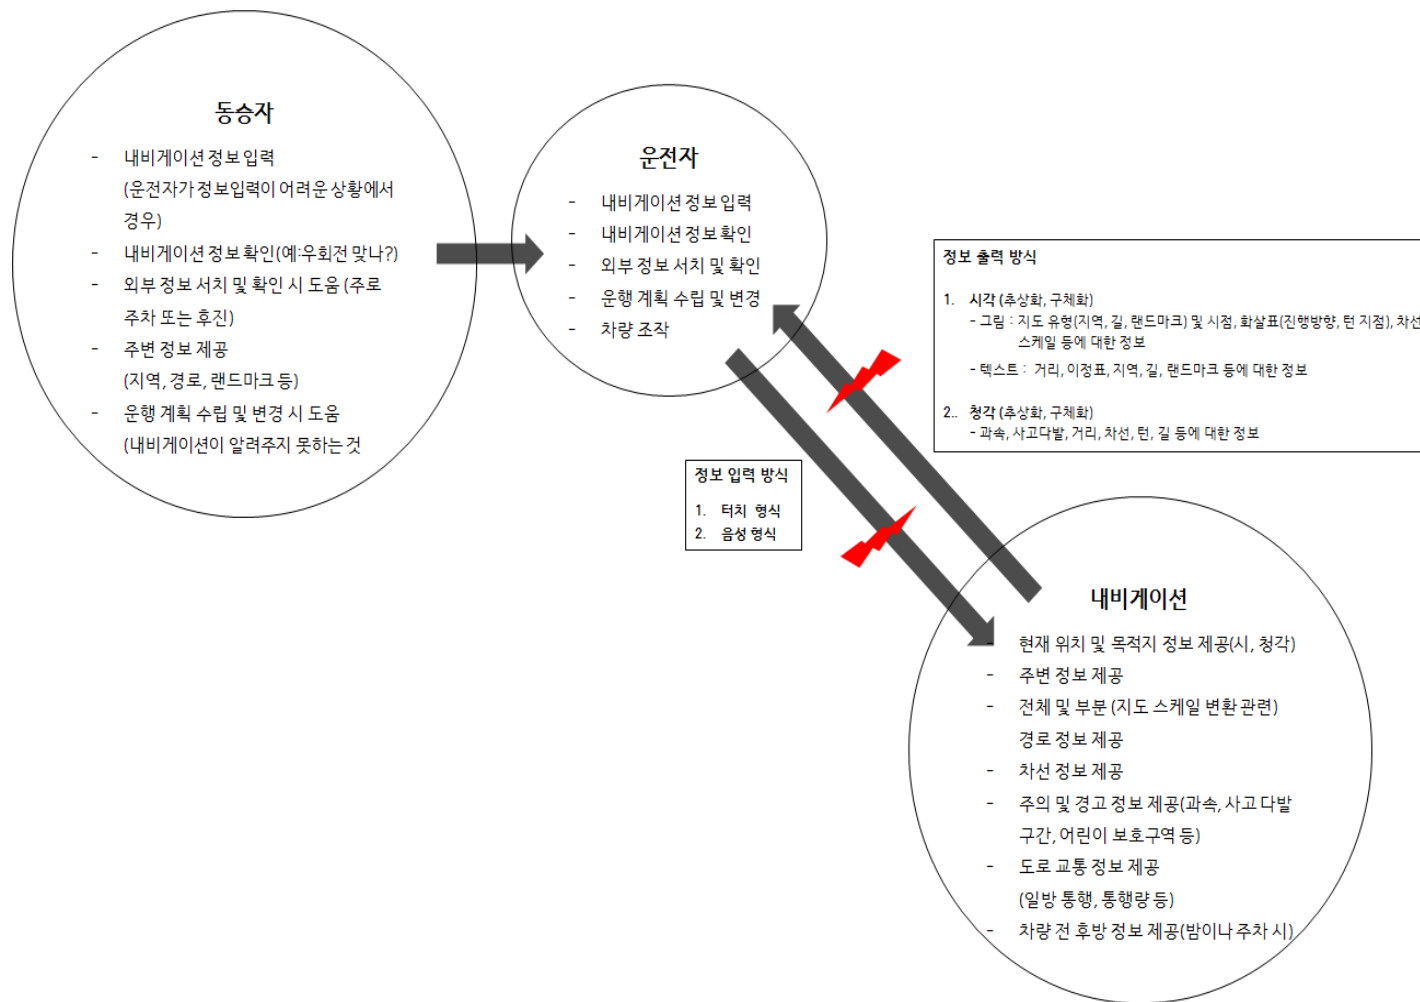 동승자
- 내비게이션 정보 입력
(운전자가 정보입력이 어려운 상황에서
경우)
- 내비게이션 정보 확인(예:우회전 맞나?)
- 외부 정보 서치 및 확인 시 도움 (주로
주차 또는 후진)
- 주변 정보 제공
(지역, 경로, 랜드마크 등)
- 운행 계획 수립 및 변경 시 도움
(내비게이션이 알려주지 못하는 것
운전자
- 내비게이션 정보 입력
- 내비게이션 정보 확인
- 외부 정보 서치 및 확인
- 운행 계획 수립 및 변경
- 차량 조작
정보 출력 방식
1. 시각 (추상화, 구체화)
- 그림 : 지도 유형(지역, 길, 랜드마크) 및 시점, 화살표(진행방향, 턴 지점), 차선
스케일 등에 대한 정보
- 텍스트 : 거리, 이정표, 지역, 길, 랜드마크 등에 대한 정보
2.. 청각 (추상화, 구체화)
- 과속, 사고다발, 거리, 차선, 턴, 길 등에 대한 정보
정보 입력 방식
1. 터치 형식
2. 음성 형식
내비게이션
- 현재 위치 및 목적지 정보 제공(시, 청각)
- 주변 정보 제공
- 전체 및 부분 (지도 스케일 변환 관련)
경로 정보 제공
- 차선 정보 제공
- 주의 및 경고 정보 제공(과속, 사고 다발
구간, 어린이 보호구역 등)
- 도로 교통 정보 제공
(일방 통행, 통행량 등)
- 차량 전 후방 정보 제공(밤이나 주차 시)